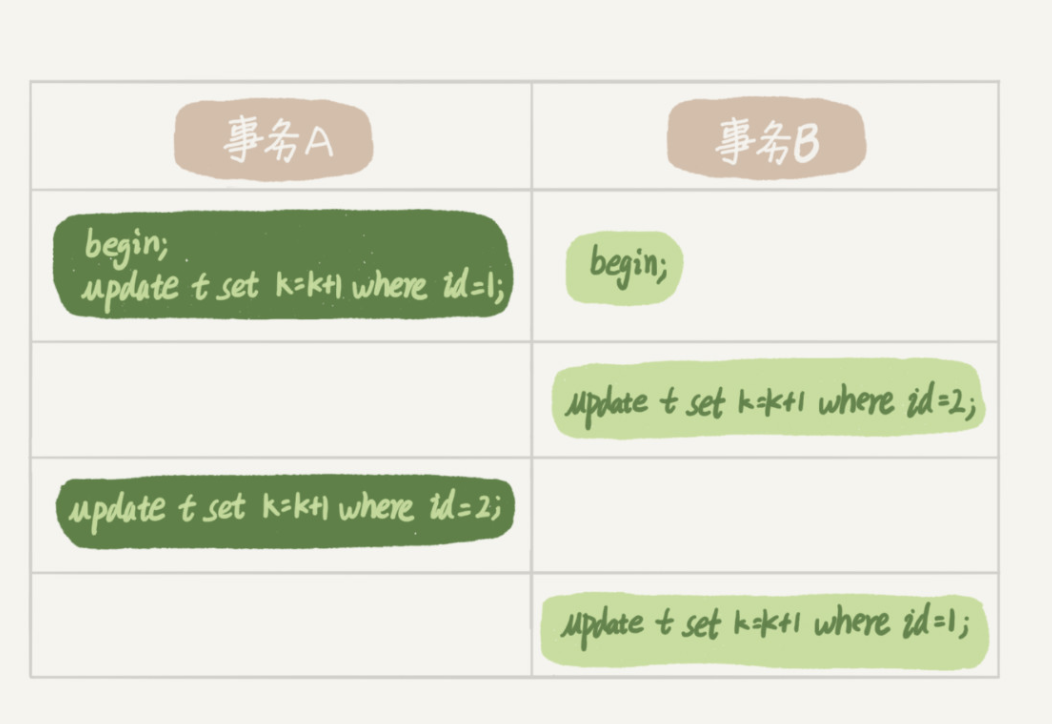 事务A
事务B
begin;
update t set k=k+1 where id=1;
begin;
update t set k=k+1 where id=2;
update t set k=k+1 where id=2;
update t set k=k+1 where id=1;